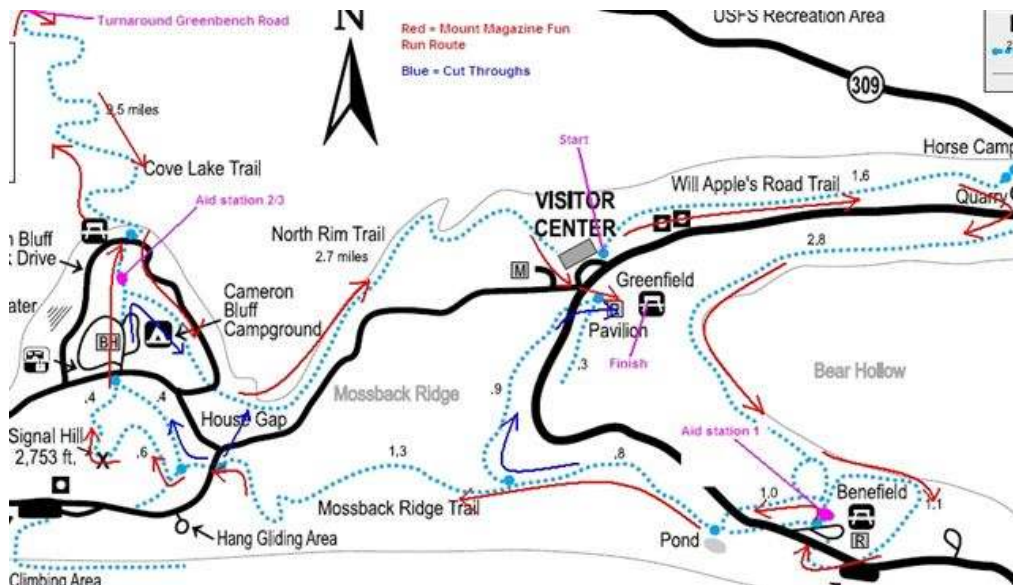 Turnaround Greenbench Road
N
Red = Mount Magazine Fun
Run Route
Blue = Cut Throughs
USFS Recreation Area
309
9.5 miles
Cove Lake Trail
Aid station 2/3
Start
Horse Camp
Will Apple's Road Trail
1.6
Quarry
VISITOR
CENTER
North Rim Trail
2.7 miles
2.8
n Bluff
k Drive
M
Greenfield
Cameron
Bluff
Campground
ater
BH
Pavilion
Finish
.3
Mossback Ridge
.9
Bear Hollow
.4
.4
House Gap
Signal Hill
2,753 ft.
X
.6
1.3
.8
Aid station 1
Mossback Ridge Trail
1.0
Benefield
1.1
Hang Gliding Area
Pond
R
Climbing Area